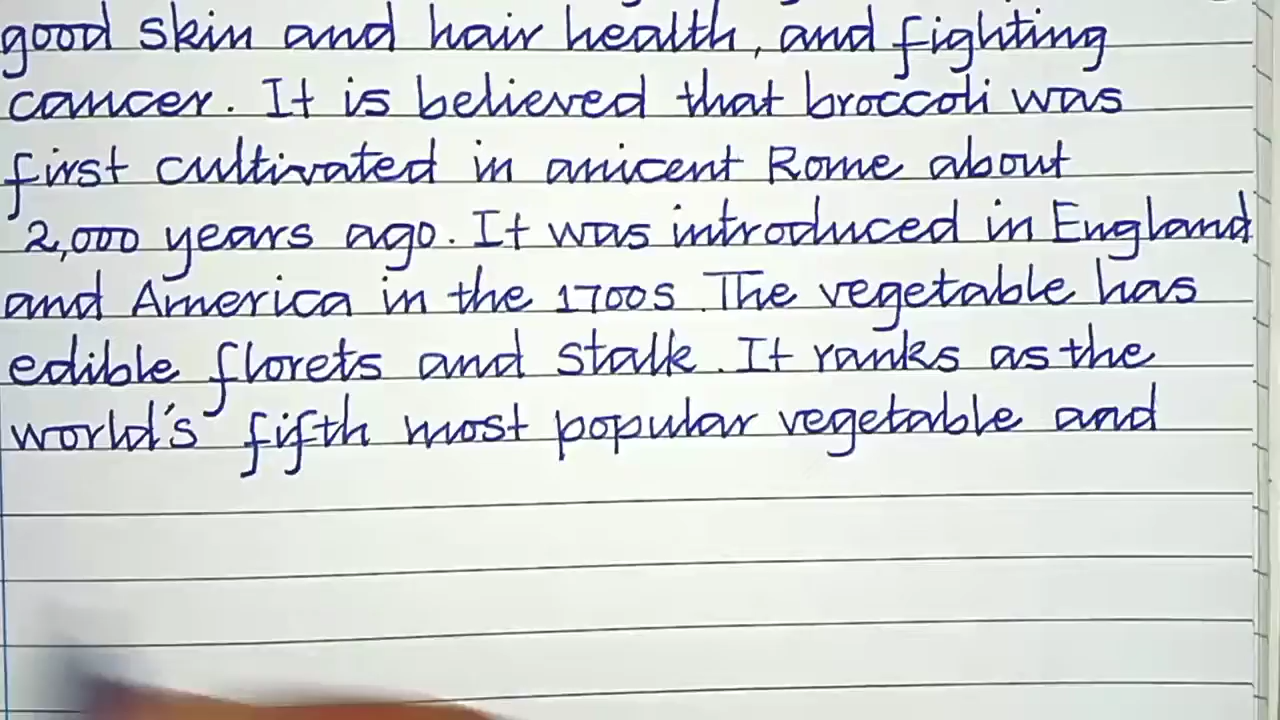 good skin and hair health, and fighting
cancer. It is believed that broccoli was
first cultivated in anicent Rome about
2,000 years ago. It was introduced in England
and America in the 1700s. The vegetable has
edible florets and stalk. It ranks as the
world's fifth most popular vegetable and